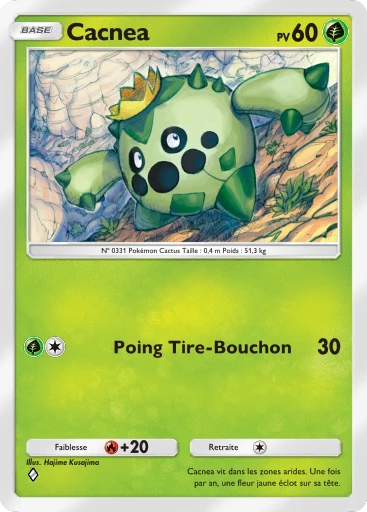 BASE
Cacnea
PV 60
N° 0331 Pokémon Cactus Taille : 0,4 m Poids : 51,3 kg
Poing Tire-Bouchon 30
Faiblesse +20
Retraite
Illus. Hajime Kusajima
Cacnea vit dans les zones arides. Une fois
par an, une fleur jaune éclot sur sa tête.